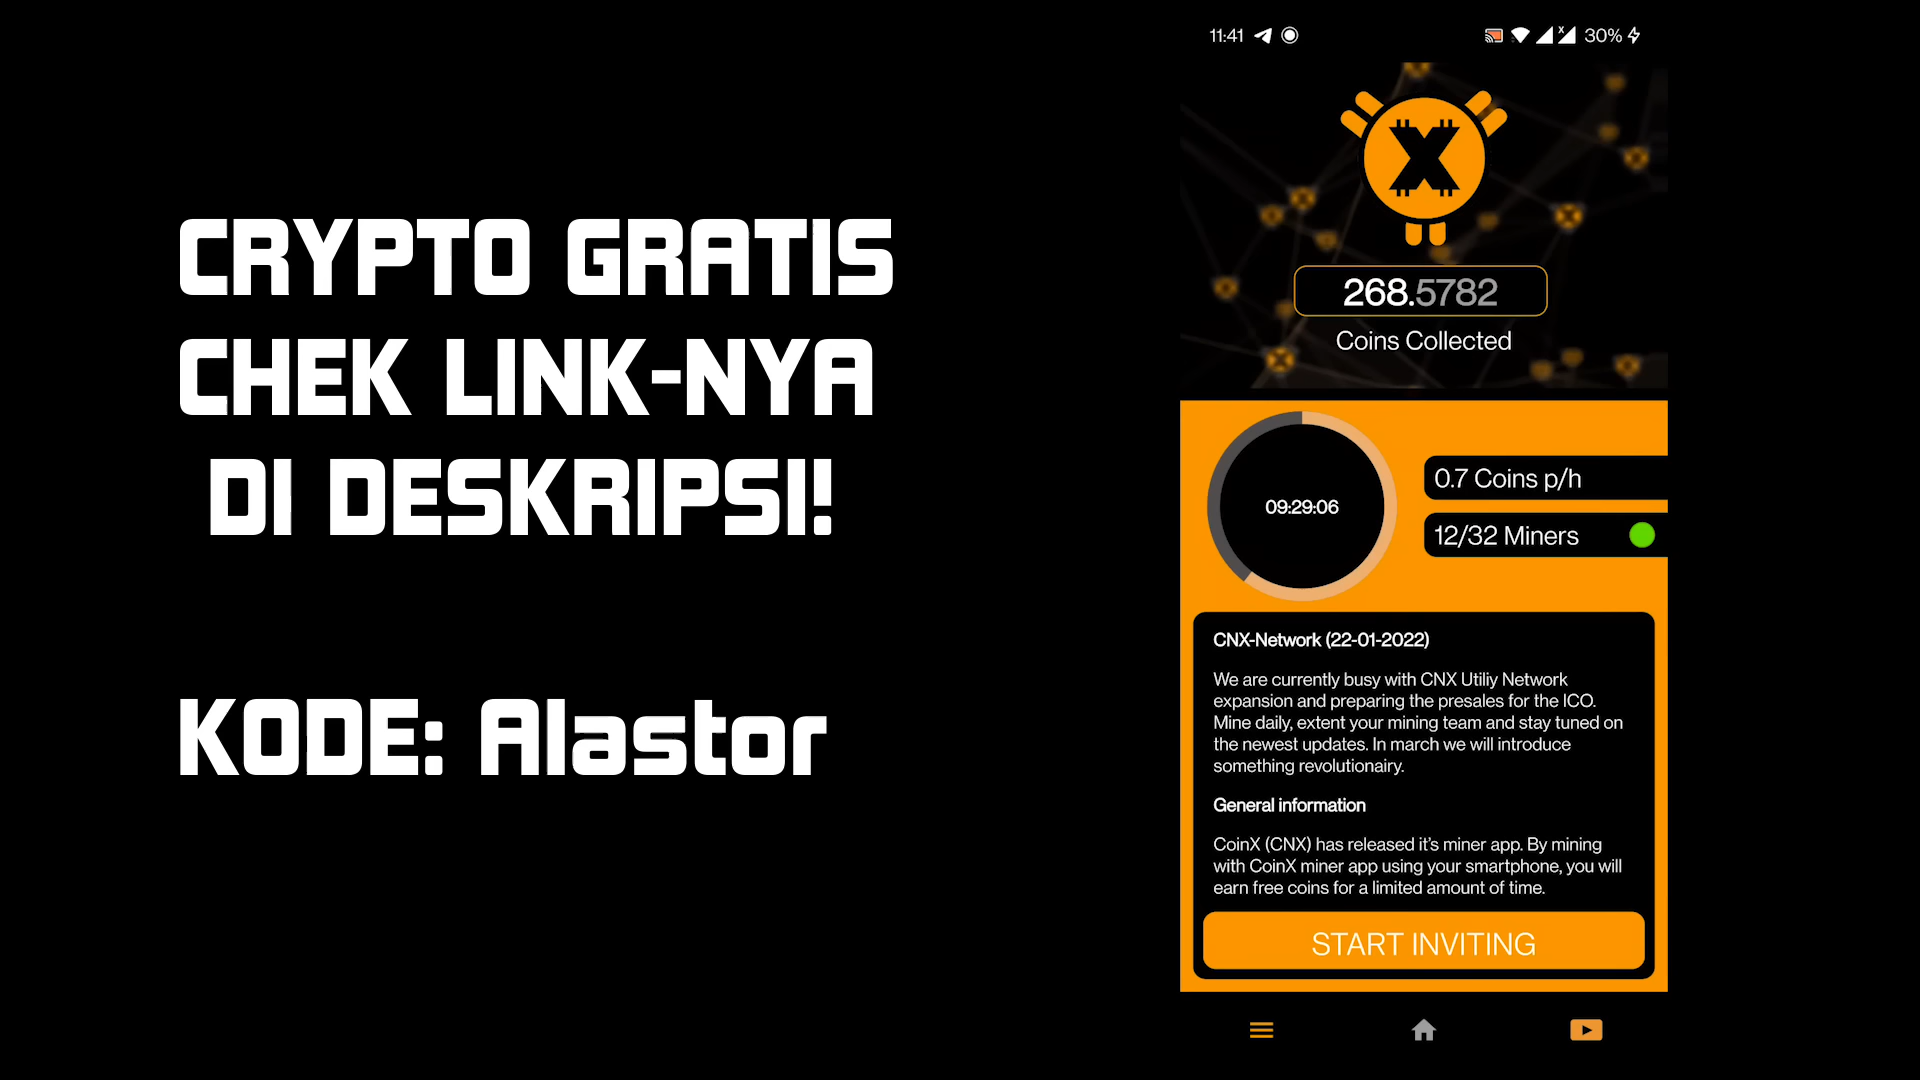 CRYPTO GRATIS
CHEK LINK-NYA
DI DESKRIPSI!
KODE: Alastor
11:41
30%
X
268.5782
Coins Collected
09:29:06
0.7 Coins p/h
12/32 Miners
CNX-Network (22-01-2022)
We are currently busy with CNX Utiliy Network
expansion and preparing the presales for the ICO.
Mine daily, extent your mining team and stay tuned on
the newest updates. In march we will introduce
something revolutionairy.
General information
CoinX (CNX) has released it's miner app. By mining
with CoinX miner app using your smartphone, you will
earn free coins for a limited amount of time.
START INVITING